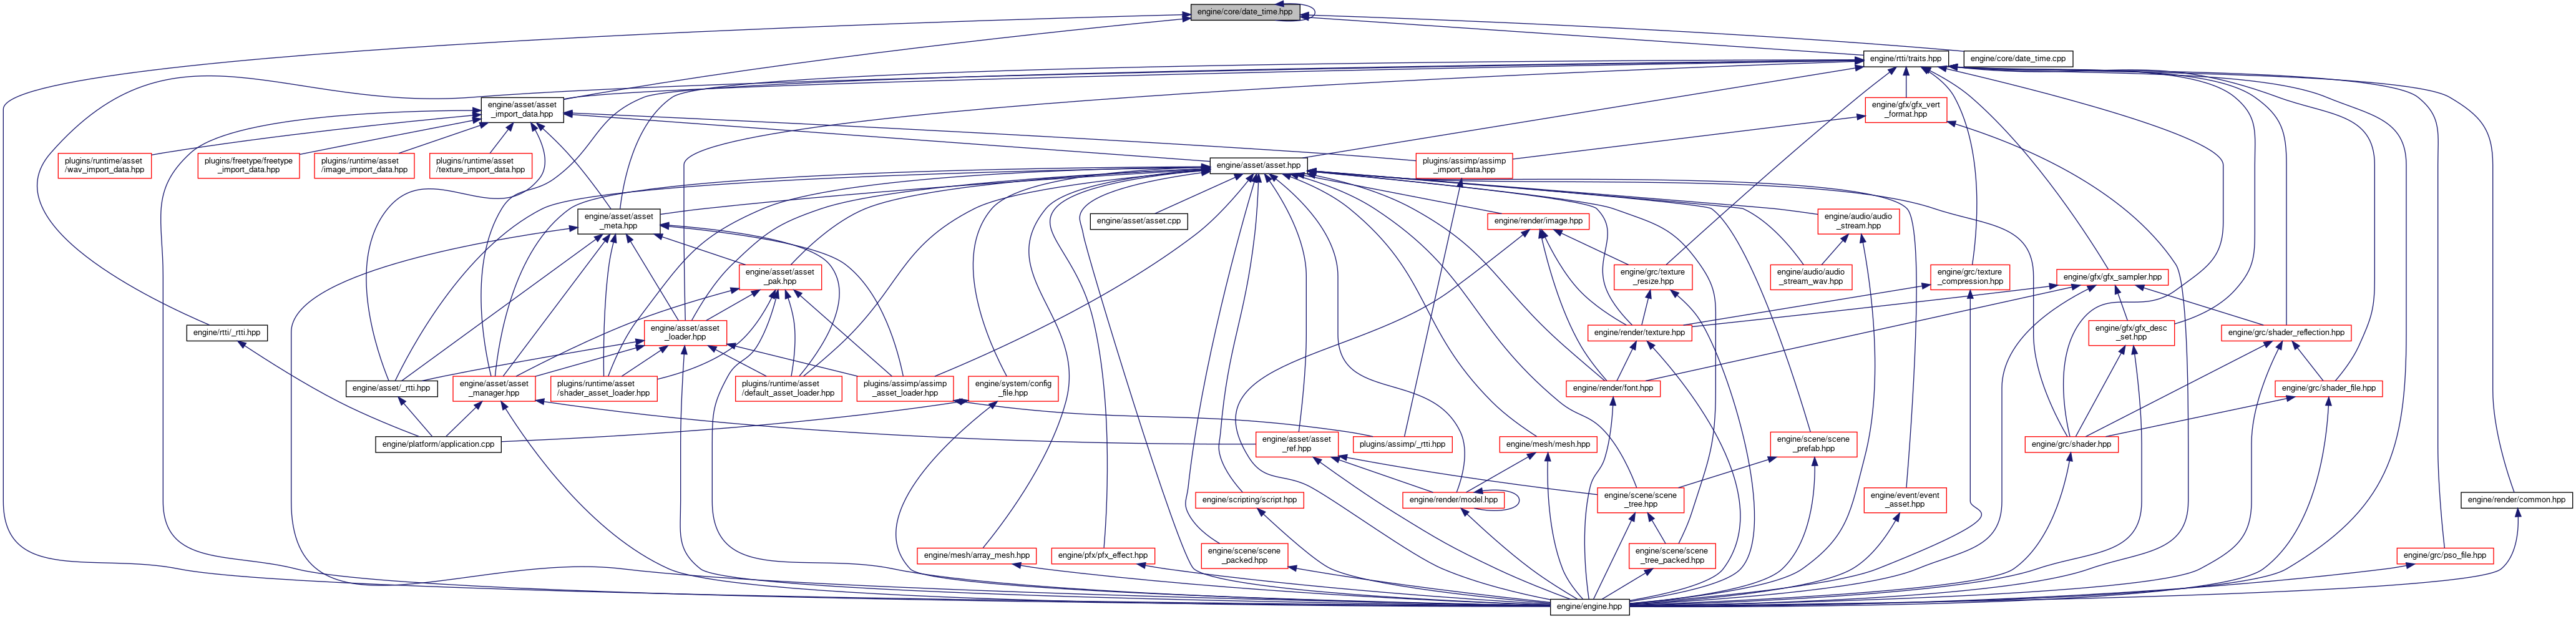 engine/core/date_time.hpp
engine/rtti/traits.hpp
engine/core/date_time.cpp
engine/asset/asset
_import_data.hpp
engine/gfx/gfx_vert
_format.hpp
plugins/runtime/asset
/wav_import_data.hpp
plugins/freetype/freetype
_import_data.hpp
plugins/runtime/asset
/image_import_data.hpp
plugins/runtime/asset
/texture_import_data.hpp
engine/asset/asset.hpp
plugins/assimp/assimp
_import_data.hpp
engine/asset/asset
_meta.hpp
engine/asset/asset.cpp
engine/render/image.hpp
engine/audio/audio
_stream.hpp
engine/asset/asset
_pak.hpp
engine/grc/texture
_resize.hpp
engine/audio/audio
_stream_wav.hpp
engine/grc/texture
_compression.hpp
engine/gfx/gfx_sampler.hpp
engine/rtti/_rtti.hpp
engine/asset/asset
_loader.hpp
engine/render/texture.hpp
engine/gfx/gfx_desc
_set.hpp
engine/grc/shader_reflection.hpp
engine/asset/_rtti.hpp
engine/asset/asset
_manager.hpp
plugins/runtime/asset
/shader_asset_loader.hpp
plugins/runtime/asset
/default_asset_loader.hpp
plugins/assimp/assimp
_asset_loader.hpp
engine/system/config
_file.hpp
engine/render/font.hpp
engine/grc/shader_file.hpp
engine/platform/application.cpp
engine/asset/asset
_ref.hpp
plugins/assimp/_rtti.hpp
engine/mesh/mesh.hpp
engine/scene/scene
_prefab.hpp
engine/grc/shader.hpp
engine/scripting/script.hpp
engine/render/model.hpp
engine/scene/scene
_tree.hpp
engine/event/event
_asset.hpp
engine/render/common.hpp
engine/mesh/array_mesh.hpp
engine/pfx/pfx_effect.hpp
engine/scene/scene
_packed.hpp
engine/scene/scene
_tree_packed.hpp
engine/grc/pso_file.hpp
engine/engine.hpp